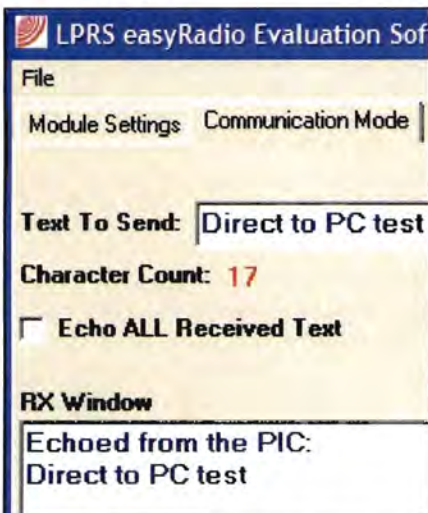 LPRS easyRadio Evaluation Sof
File
Module Settings Communication Mode
Text To Send: Direct to PC test
Character Count: 17
Echo ALL Received Text
RX Window
Echoed from the PIC:
Direct to PC test